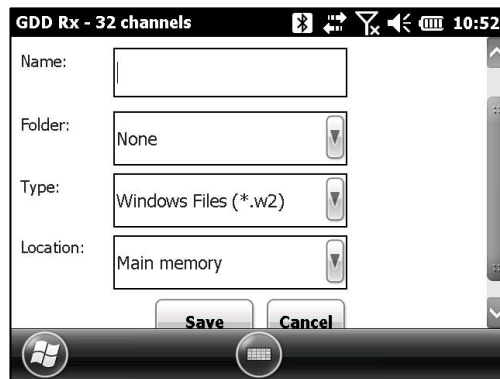 GDD Rx - 32 channels 10:52
Name:
Folder: None
Type: Windows Files (*.w2)
Location: Main memory
Save Cancel